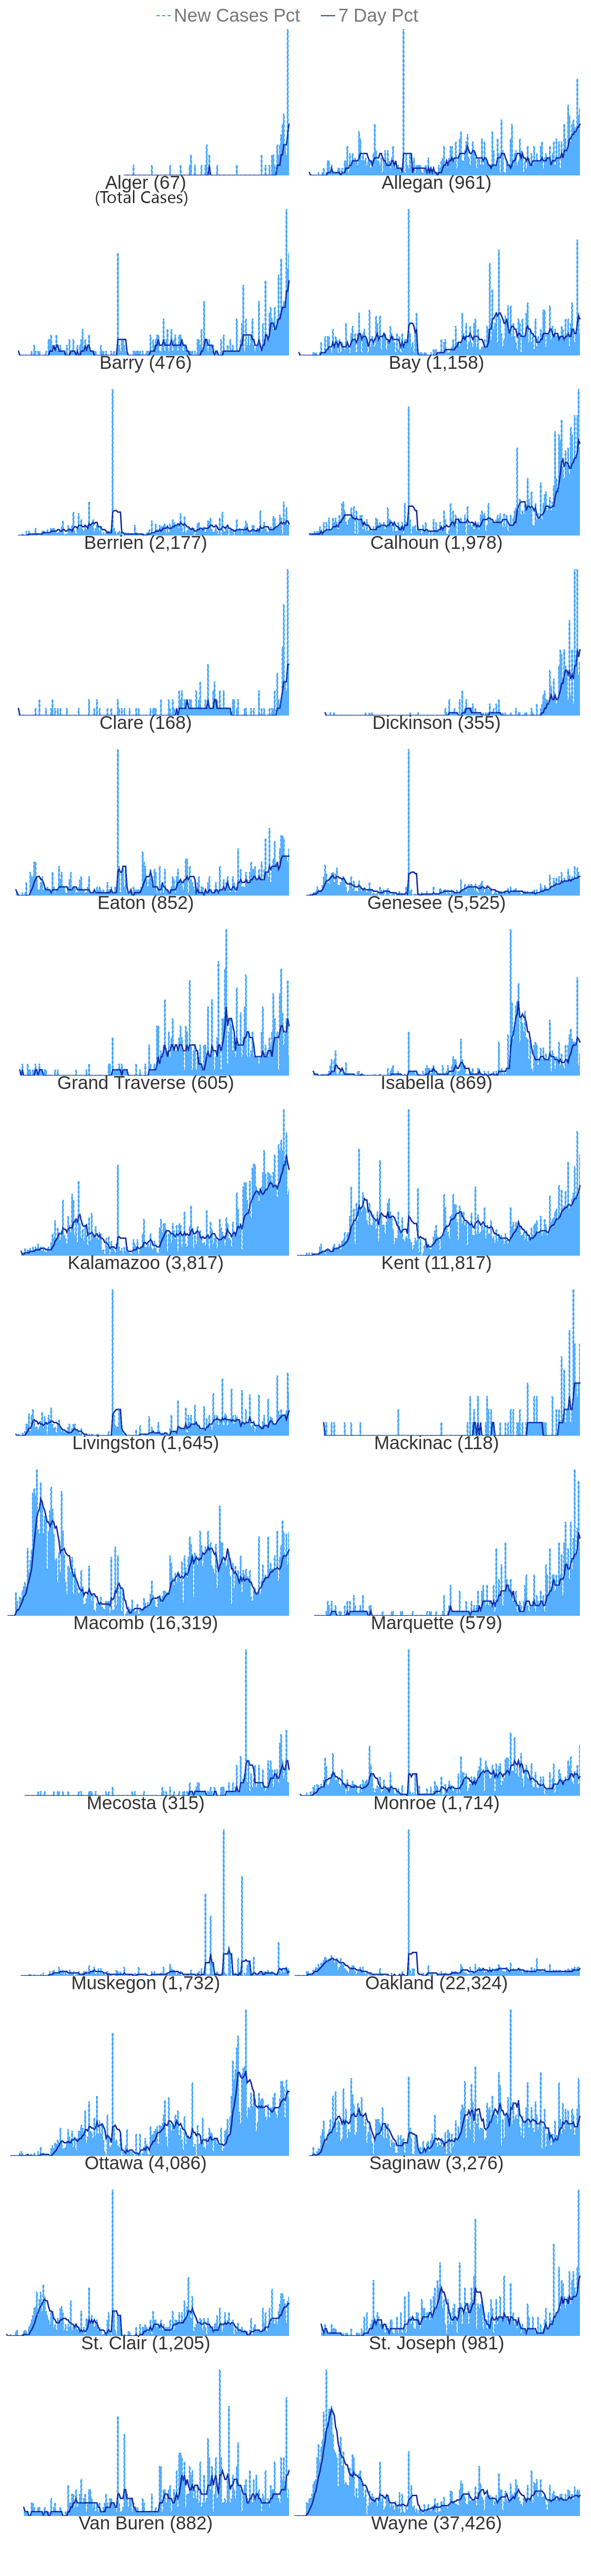 New Cases Pct 7 Day Pct
Alger (67) Allegan (961)
(Total Cases)
Barry (476) Bay (1,158)
Berrien (2,177) Calhoun (1,978)
Clare (168) Dickinson (355)
Eaton (852) Genesee (5,525)
Grand Traverse (605) Isabella (869)
Kalamazoo (3,817) Kent (11,817)
Livingston (1,645) Mackinac (118)
Macomb (16,319) Marquette (579)
Mecosta (315) Monroe (1,714)
Muskegon (1,732) Oakland (22,324)
Ottawa (4,086) Saginaw (3,276)
St. Clair (1,205) St. Joseph (981)
Van Buren (882) Wayne (37,426)